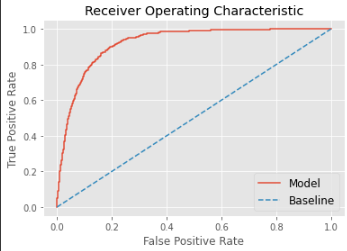 Receiver Operating Characteristic
True Positive Rate
1.0
0.8
0.6
0.4
0.2
0.0
Model
Baseline
0.0 0.2 0.4 0.6 0.8 1.0
False Positive Rate